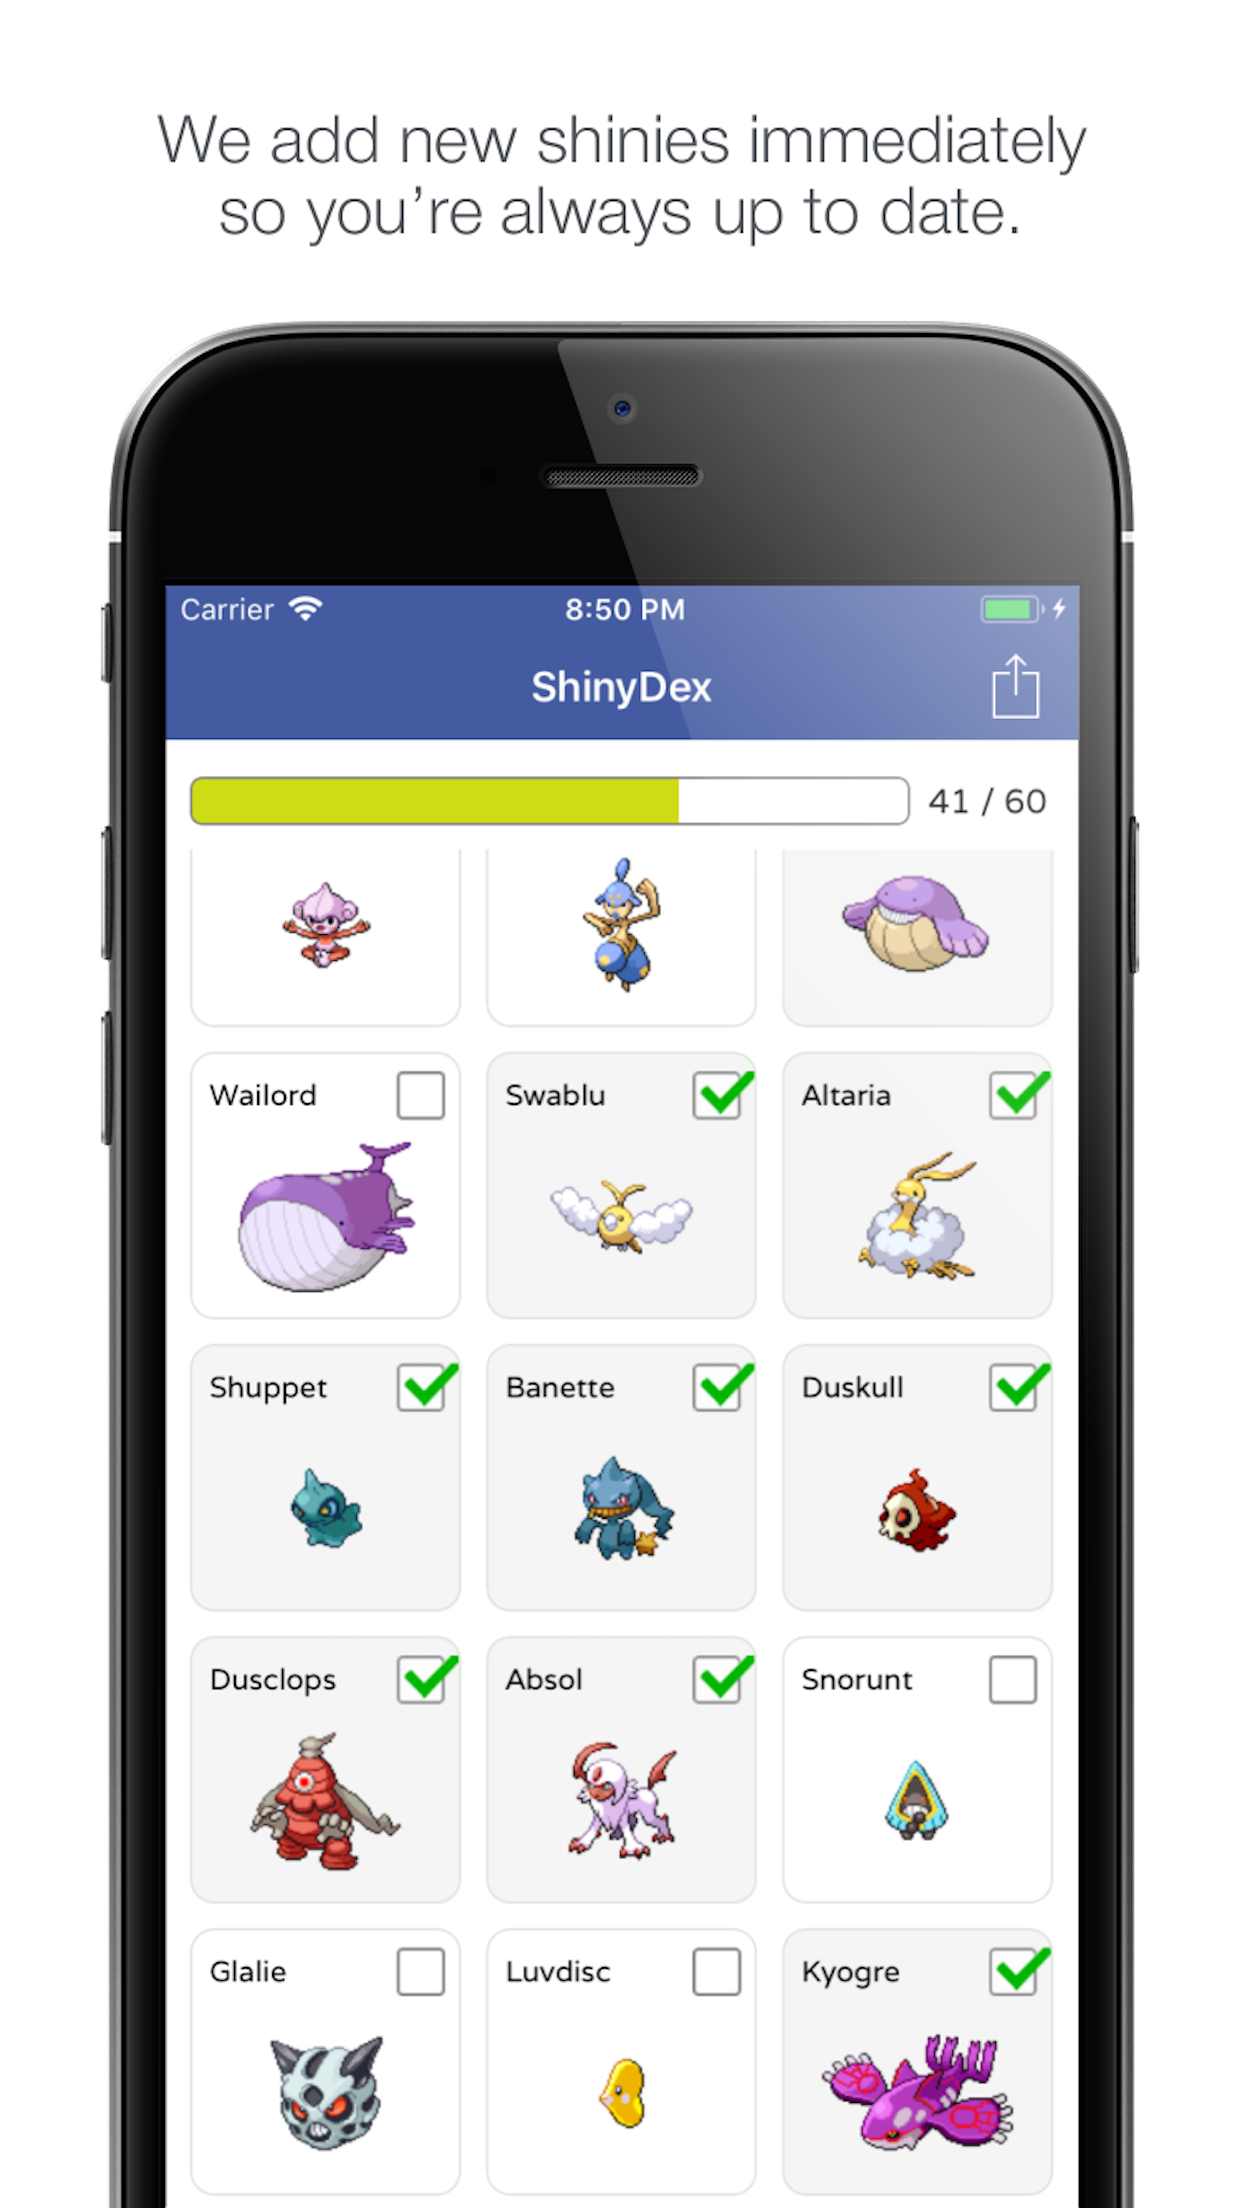 We add new shinies immediately
so you’re always up to date.
Carrier 8:50 PM
ShinyDex
41 / 60
Wailord Swablu Altaria
Shuppet Banette Duskull
Dusclops Absol Snorunt
Glalie Luvdisc Kyogre